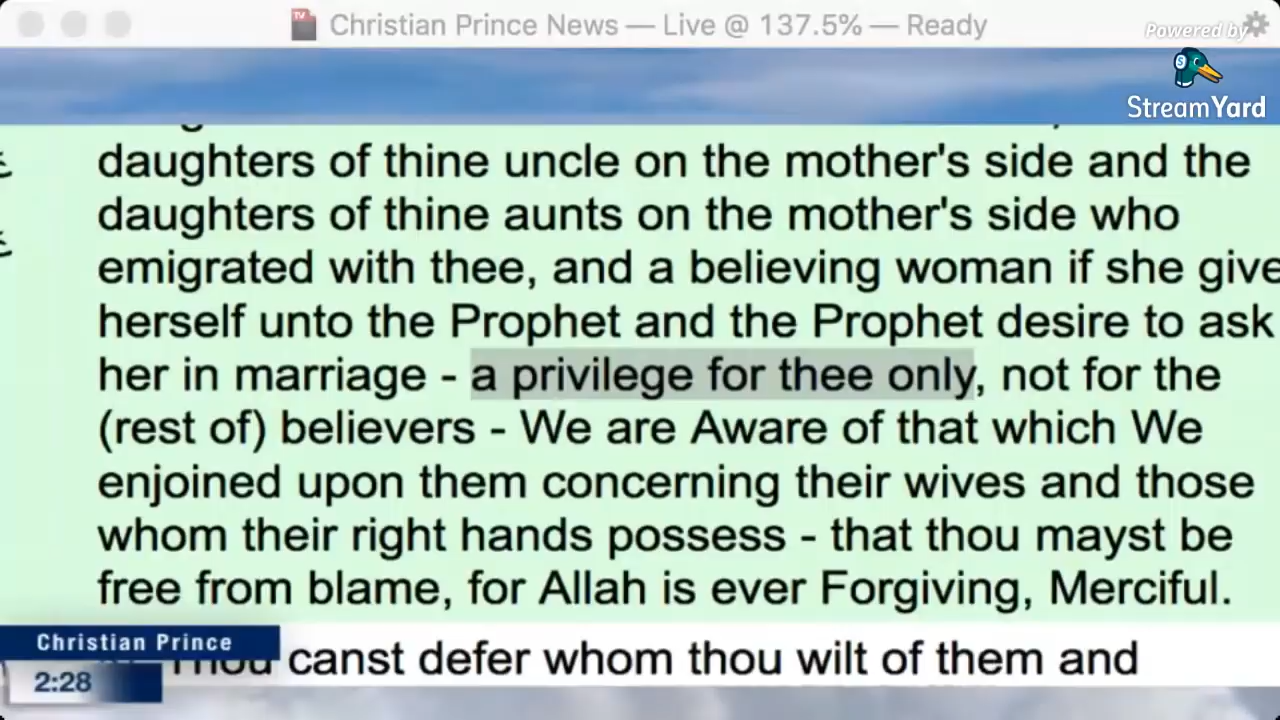 Christian Prince News — Live @ 137.5% — Ready
Powered by
StreamYard
daughters of thine uncle on the mother's side and the
daughters of thine aunts on the mother's side who
emigrated with thee, and a believing woman if she give
herself unto the Prophet and the Prophet desire to ask
her in marriage - a privilege for thee only, not for the
(rest of) believers - We are Aware of that which We
enjoined upon them concerning their wives and those
whom their right hands possess - that thou mayst be
free from blame, for Allah is ever Forgiving, Merciful.
Christian Prince
Thou canst defer whom thou wilt of them and
2:28